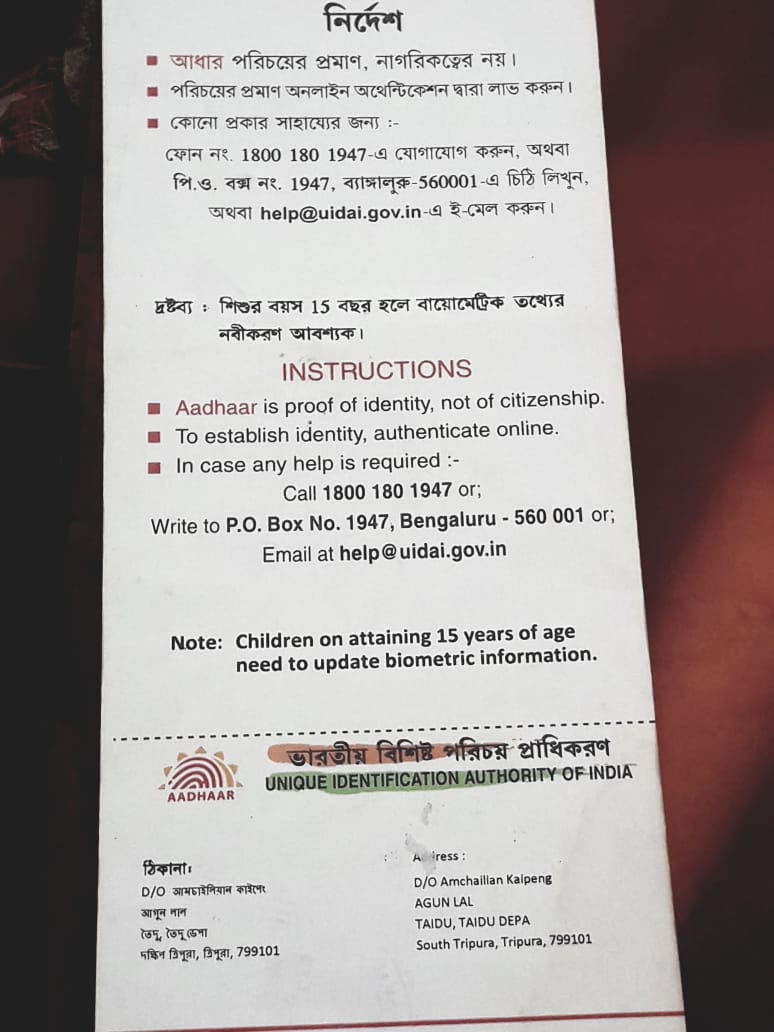 নির্দেশ
■ আধার পরিচয়ের প্রমাণ, নাগরিকত্বের নয়।
■ পরিচয়ের প্রমাণ অনলাইন অথেন্টিকেশন দ্বারা লাভ করুন।
■ কোনো প্রকার সাহায্যের জন্য :-
ফোন নং. 1800 180 1947-এ যোগাযোগ করুন, অথবা
পি.ও. বক্স নং. 1947, ব্যাঙ্গালুরু-560001-এ চিঠি লিখুন,
অথবা help@uidai.gov.in-এ ই-মেল করুন।
দ্রষ্টব্য : শিশুর বয়স 15 বছর হলে বায়োমেট্রিক তথ্যের
নবীকরণ আবশ্যক।
INSTRUCTIONS
■ Aadhaar is proof of identity, not of citizenship.
■ To establish identity, authenticate online.
■ In case any help is required :-
Call 1800 180 1947 or;
Write to P.O. Box No. 1947, Bengaluru - 560 001 or;
Email at help@uidai.gov.in
Note: Children on attaining 15 years of age
need to update biometric information.
ভারতীয় বিশিষ্ট পরিচয় প্রাধিকরণ
UNIQUE IDENTIFICATION AUTHORITY OF INDIA
AADHAAR
ঠিকানা:
D/O আমচাইলিয়ান কাইপেং
আগুন লাল
তৈদু, তৈদু ডেপা
দক্ষিন ত্রিপুরা, ত্রিপুরা, 799101
Address :
D/O Amchailian Kaipeng
AGUN LAL
TAIDU, TAIDU DEPA
South Tripura, Tripura, 799101